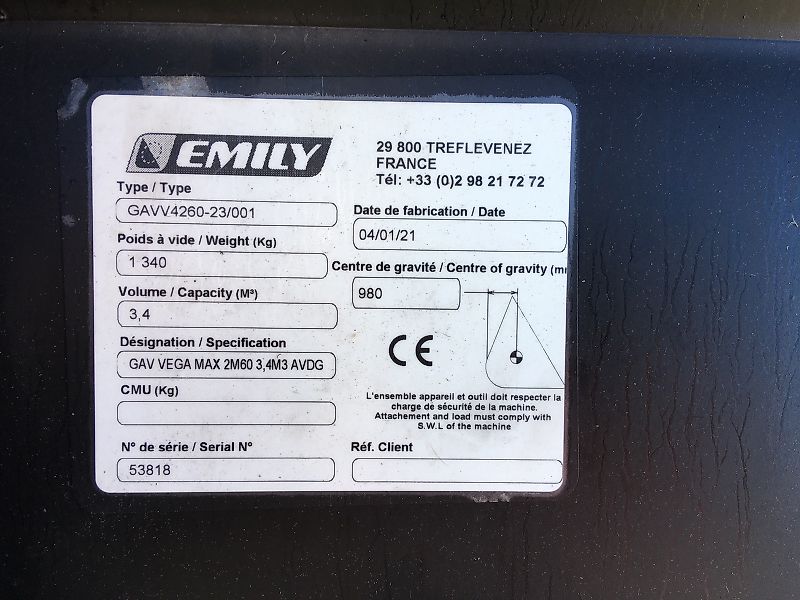 EMILY
29 800 TREFLEVENEZ
FRANCE
Tél: +33 (0)2 98 21 72 72
Type / Type
GAVV4260-23/001
Date de fabrication / Date
04/01/21
Poids à vide / Weight (Kg)
1 340
Centre de gravité / Centre of gravity (m
980
Volume / Capacity (M³)
3,4
Désignation / Specification
GAV VEGA MAX 2M60 3,4M3 AVDG
CE
CMU (Kg)
L'ensemble appareil et outil doit respecter la
charge de sécurité de la machine.
Attachement and load must comply with
S.W.L of the machine
N° de série / Serial N°
53818
Réf. Client